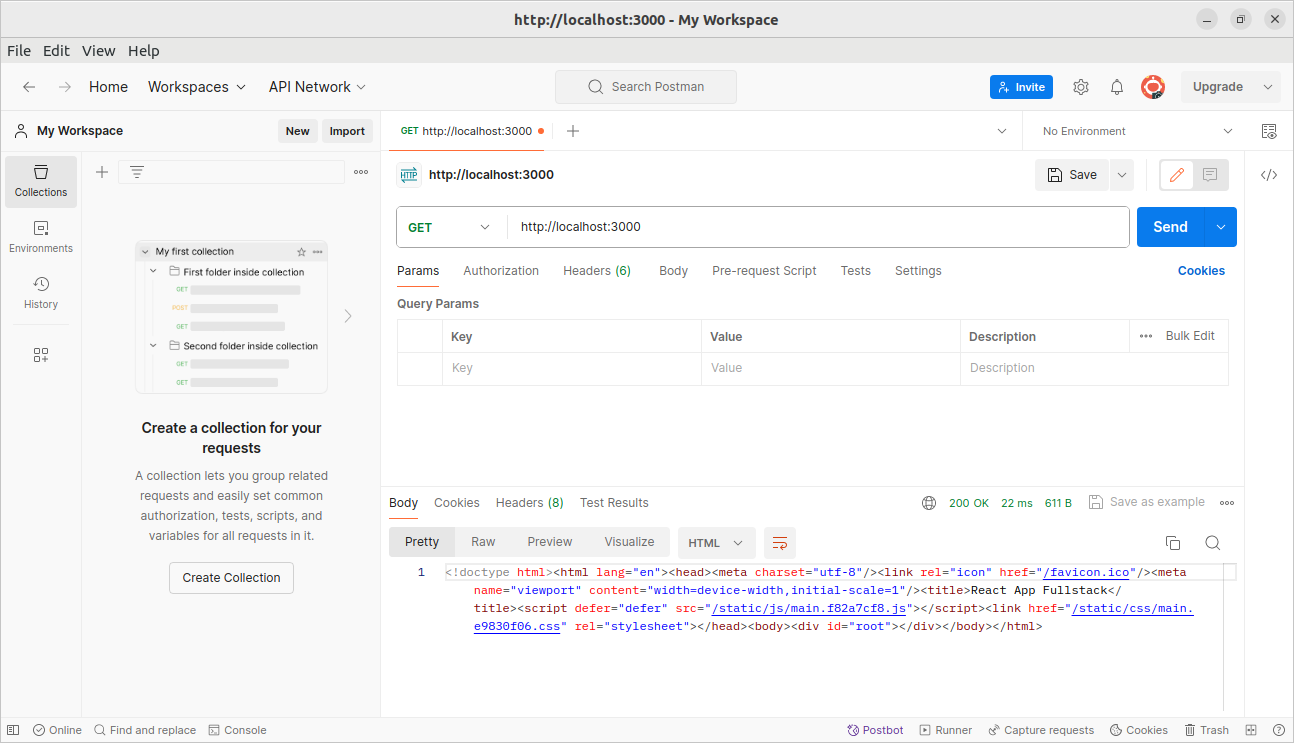 http://localhost:3000 - My Workspace
File Edit View Help
Home Workspaces API Network Search Postman Invite Upgrade
My Workspace New Import GET http://localhost:3000 No Environment
HTTP http://localhost:3000 Save
Collections
Environments
History
GET http://localhost:3000 Send
Params Authorization Headers (6) Body Pre-request Script Tests Settings Cookies
Query Params
Key Value Description Bulk Edit
Key Value Description
My first collection
First folder inside collection
GET
POST
GET
Second folder inside collection
GET
GET
Create a collection for your
requests
A collection lets you group related
requests and easily set common
authorization, tests, scripts, and
variables for all requests in it.
Create Collection
Body Cookies Headers (8) Test Results 200 OK 22 ms 611 B Save as example
Pretty Raw Preview Visualize HTML
1 <!doctype html><html lang="en"><head><meta charset="utf-8"/><link rel="icon" href="/favicon.ico"/><meta
name="viewport" content="width=device-width,initial-scale=1"/><title>React App Fullstack</
title><script defer="defer" src="/static/js/main.f82a7cf8.js"></script><link href="/static/css/main.
e9830f06.css" rel="stylesheet"></head><body><div id="root"></div></body></html>
Online Find and replace Console Postbot Runner Capture requests Cookies Trash